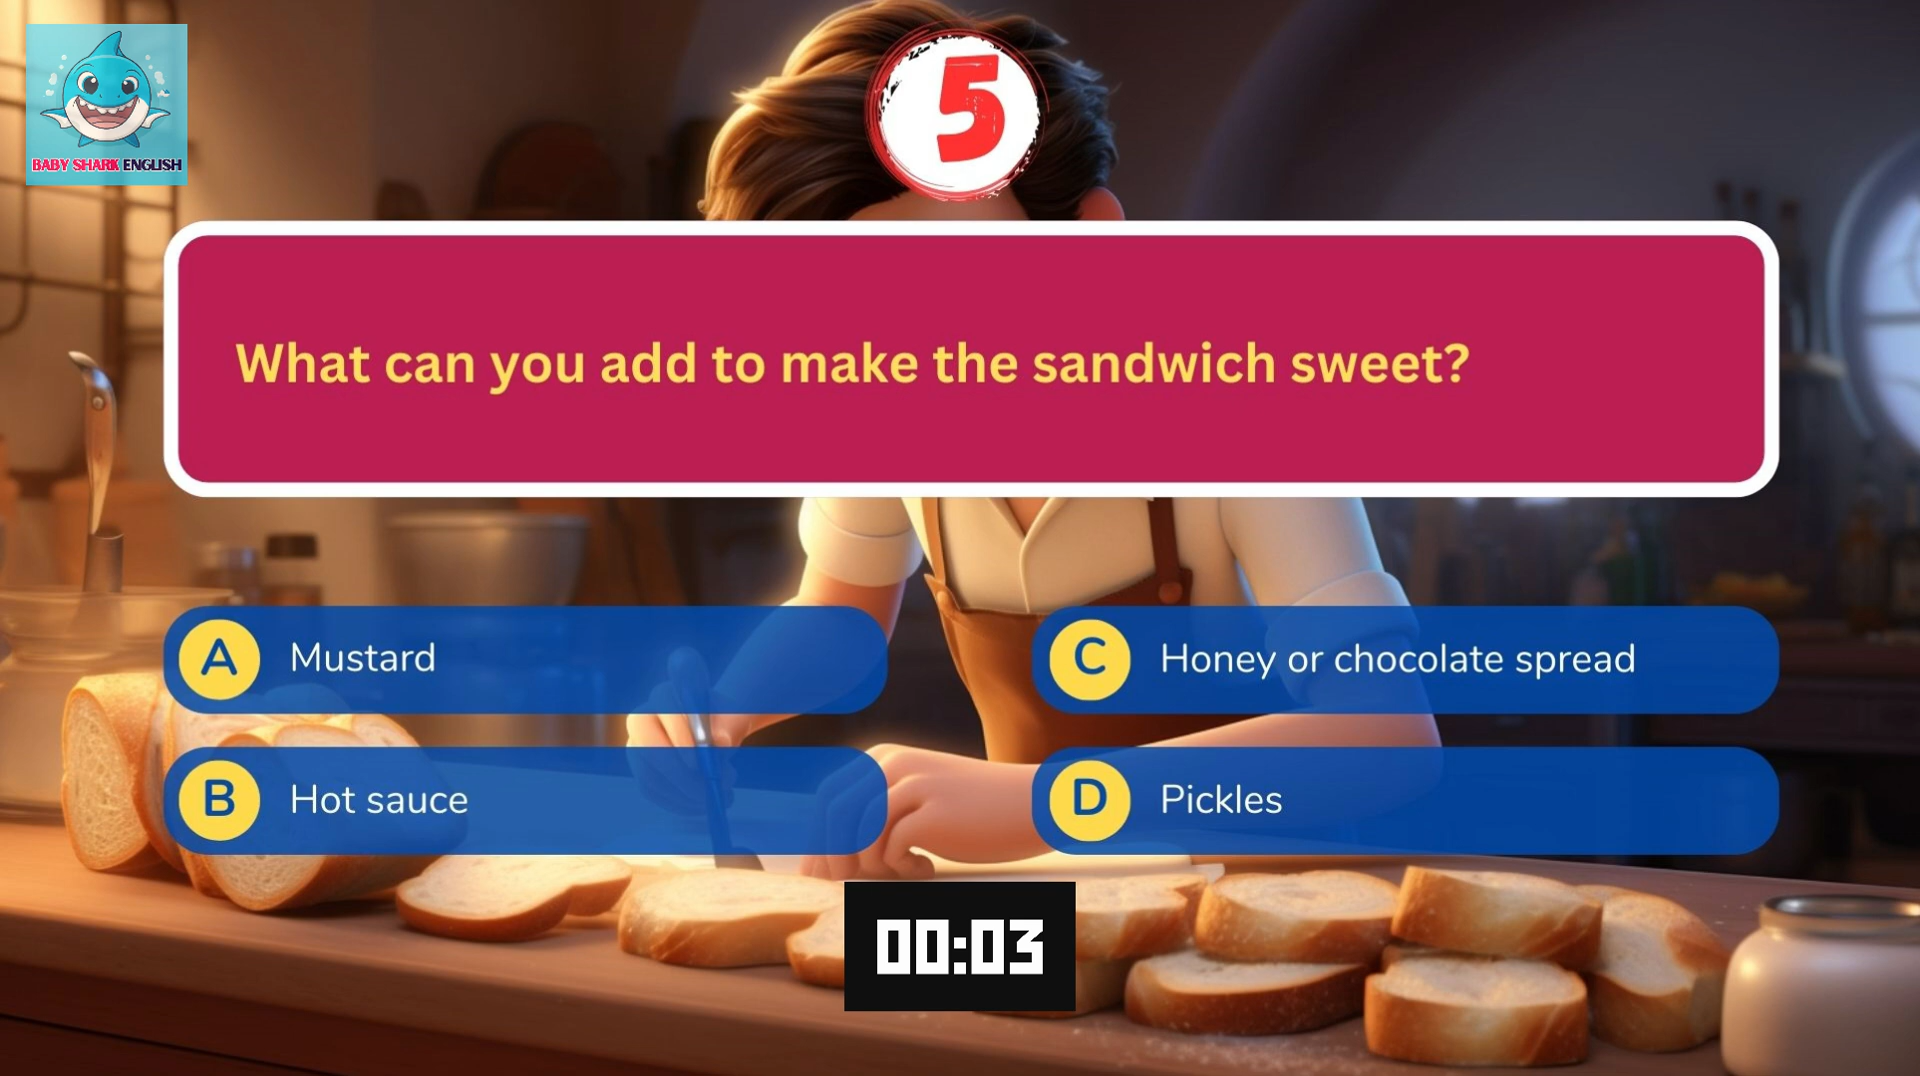 BABY SHARK ENGLISH
5
What can you add to make the sandwich sweet?
A Mustard
B Hot sauce
C Honey or chocolate spread
D Pickles
00:03